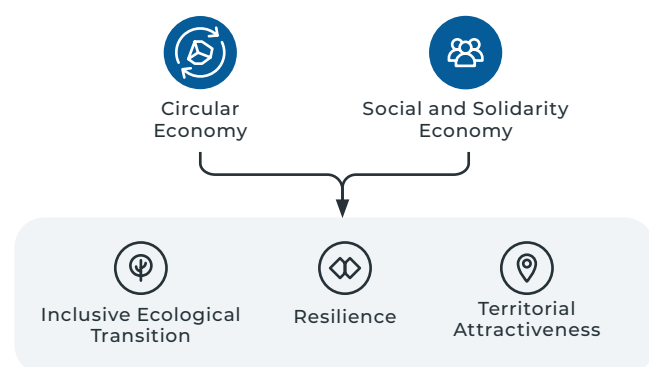 Circular
Economy
Social and Solidarity
Economy
Inclusive Ecological
Transition
Resilience
Territorial
Attractiveness